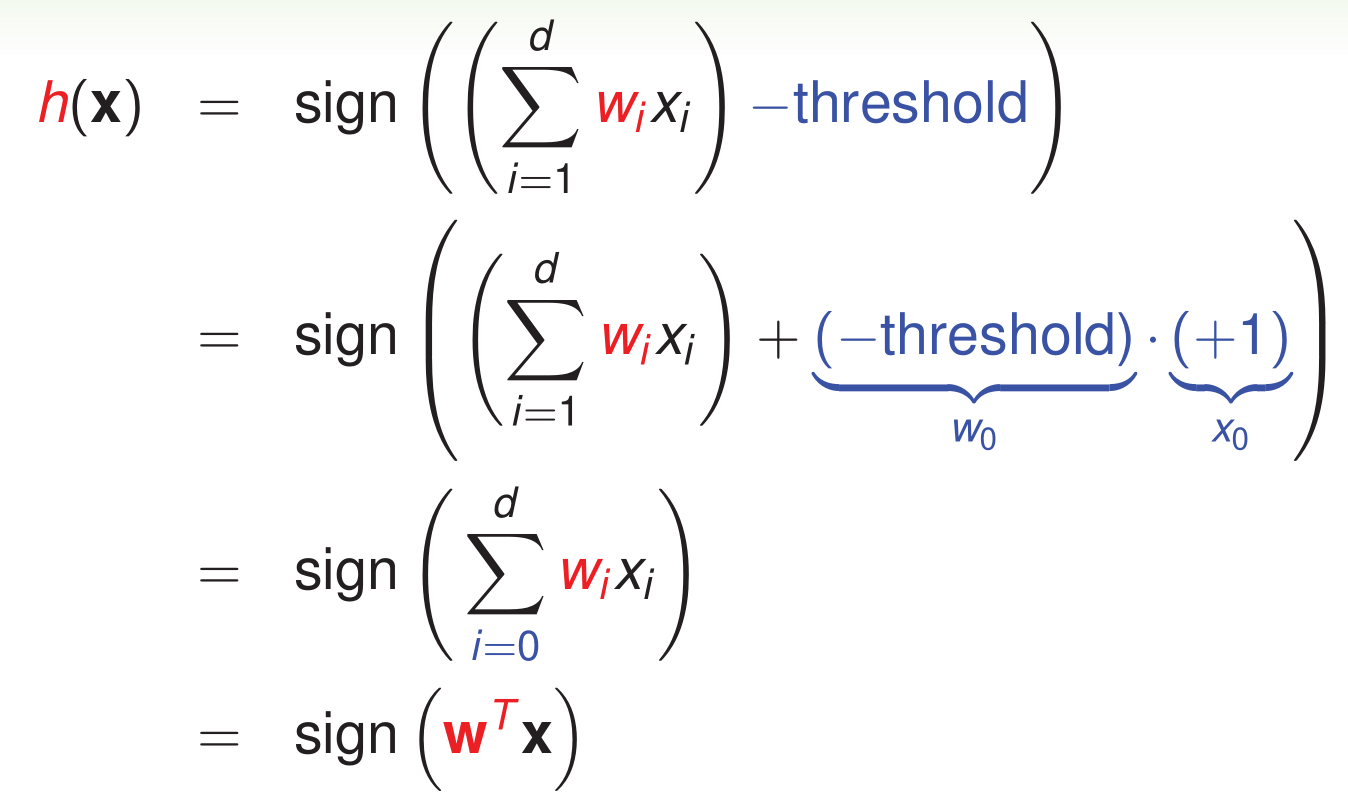 h(x) = sign((∑_{i=1}^{d} w_i x_i) −threshold)
= sign((∑_{i=1}^{d} w_i x_i) + (−threshold)_{w_0} · (+1)_{x_0})
= sign(∑_{i=0}^{d} w_i x_i)
= sign(w^T x)